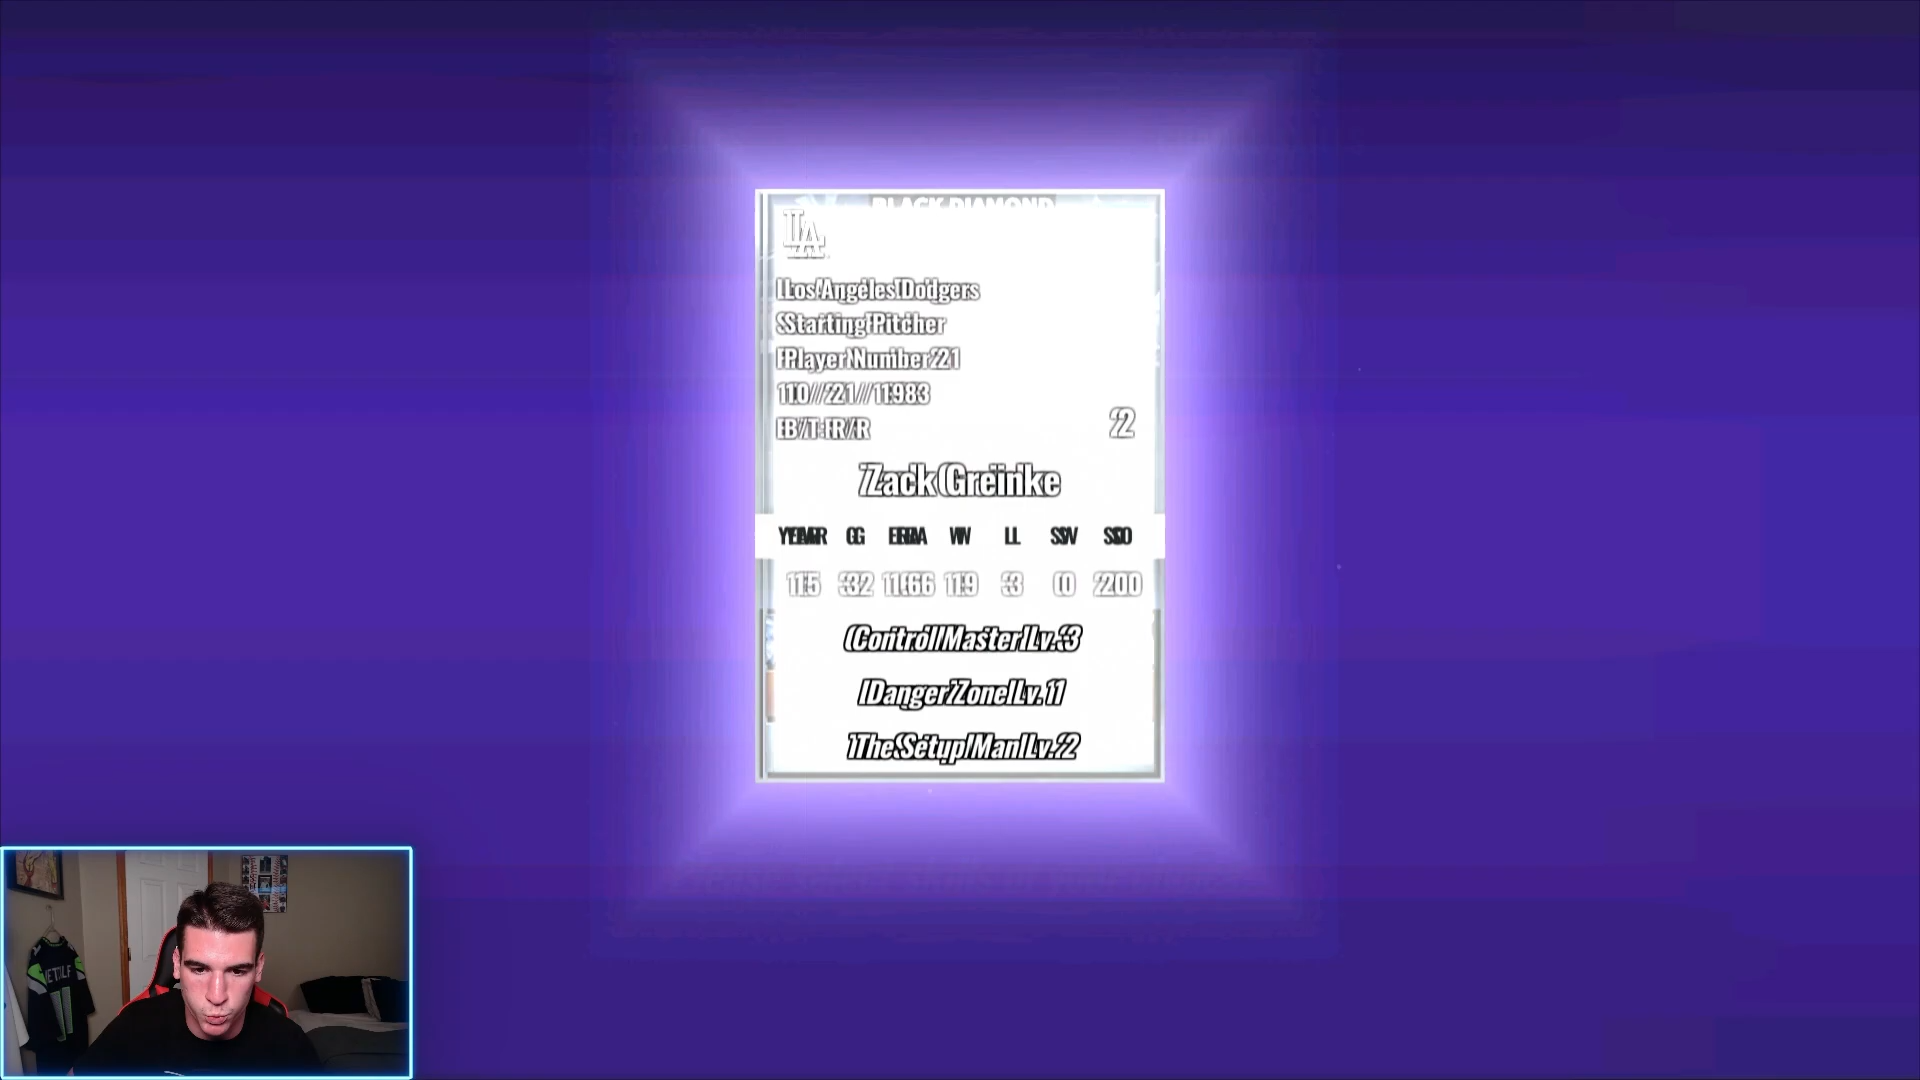 BLACK DIAMOND
LA
Los Angeles Dodgers
Starting Pitcher
Player Number 21
10/21/1983
B/T: R/R
2
Zack Greinke
YEAR G ERA W L SV SO
15 32 1.66 19 3 0 200
Control Master Lv. 3
Danger Zone Lv. 1
The Setup Man Lv. 2
METCALF